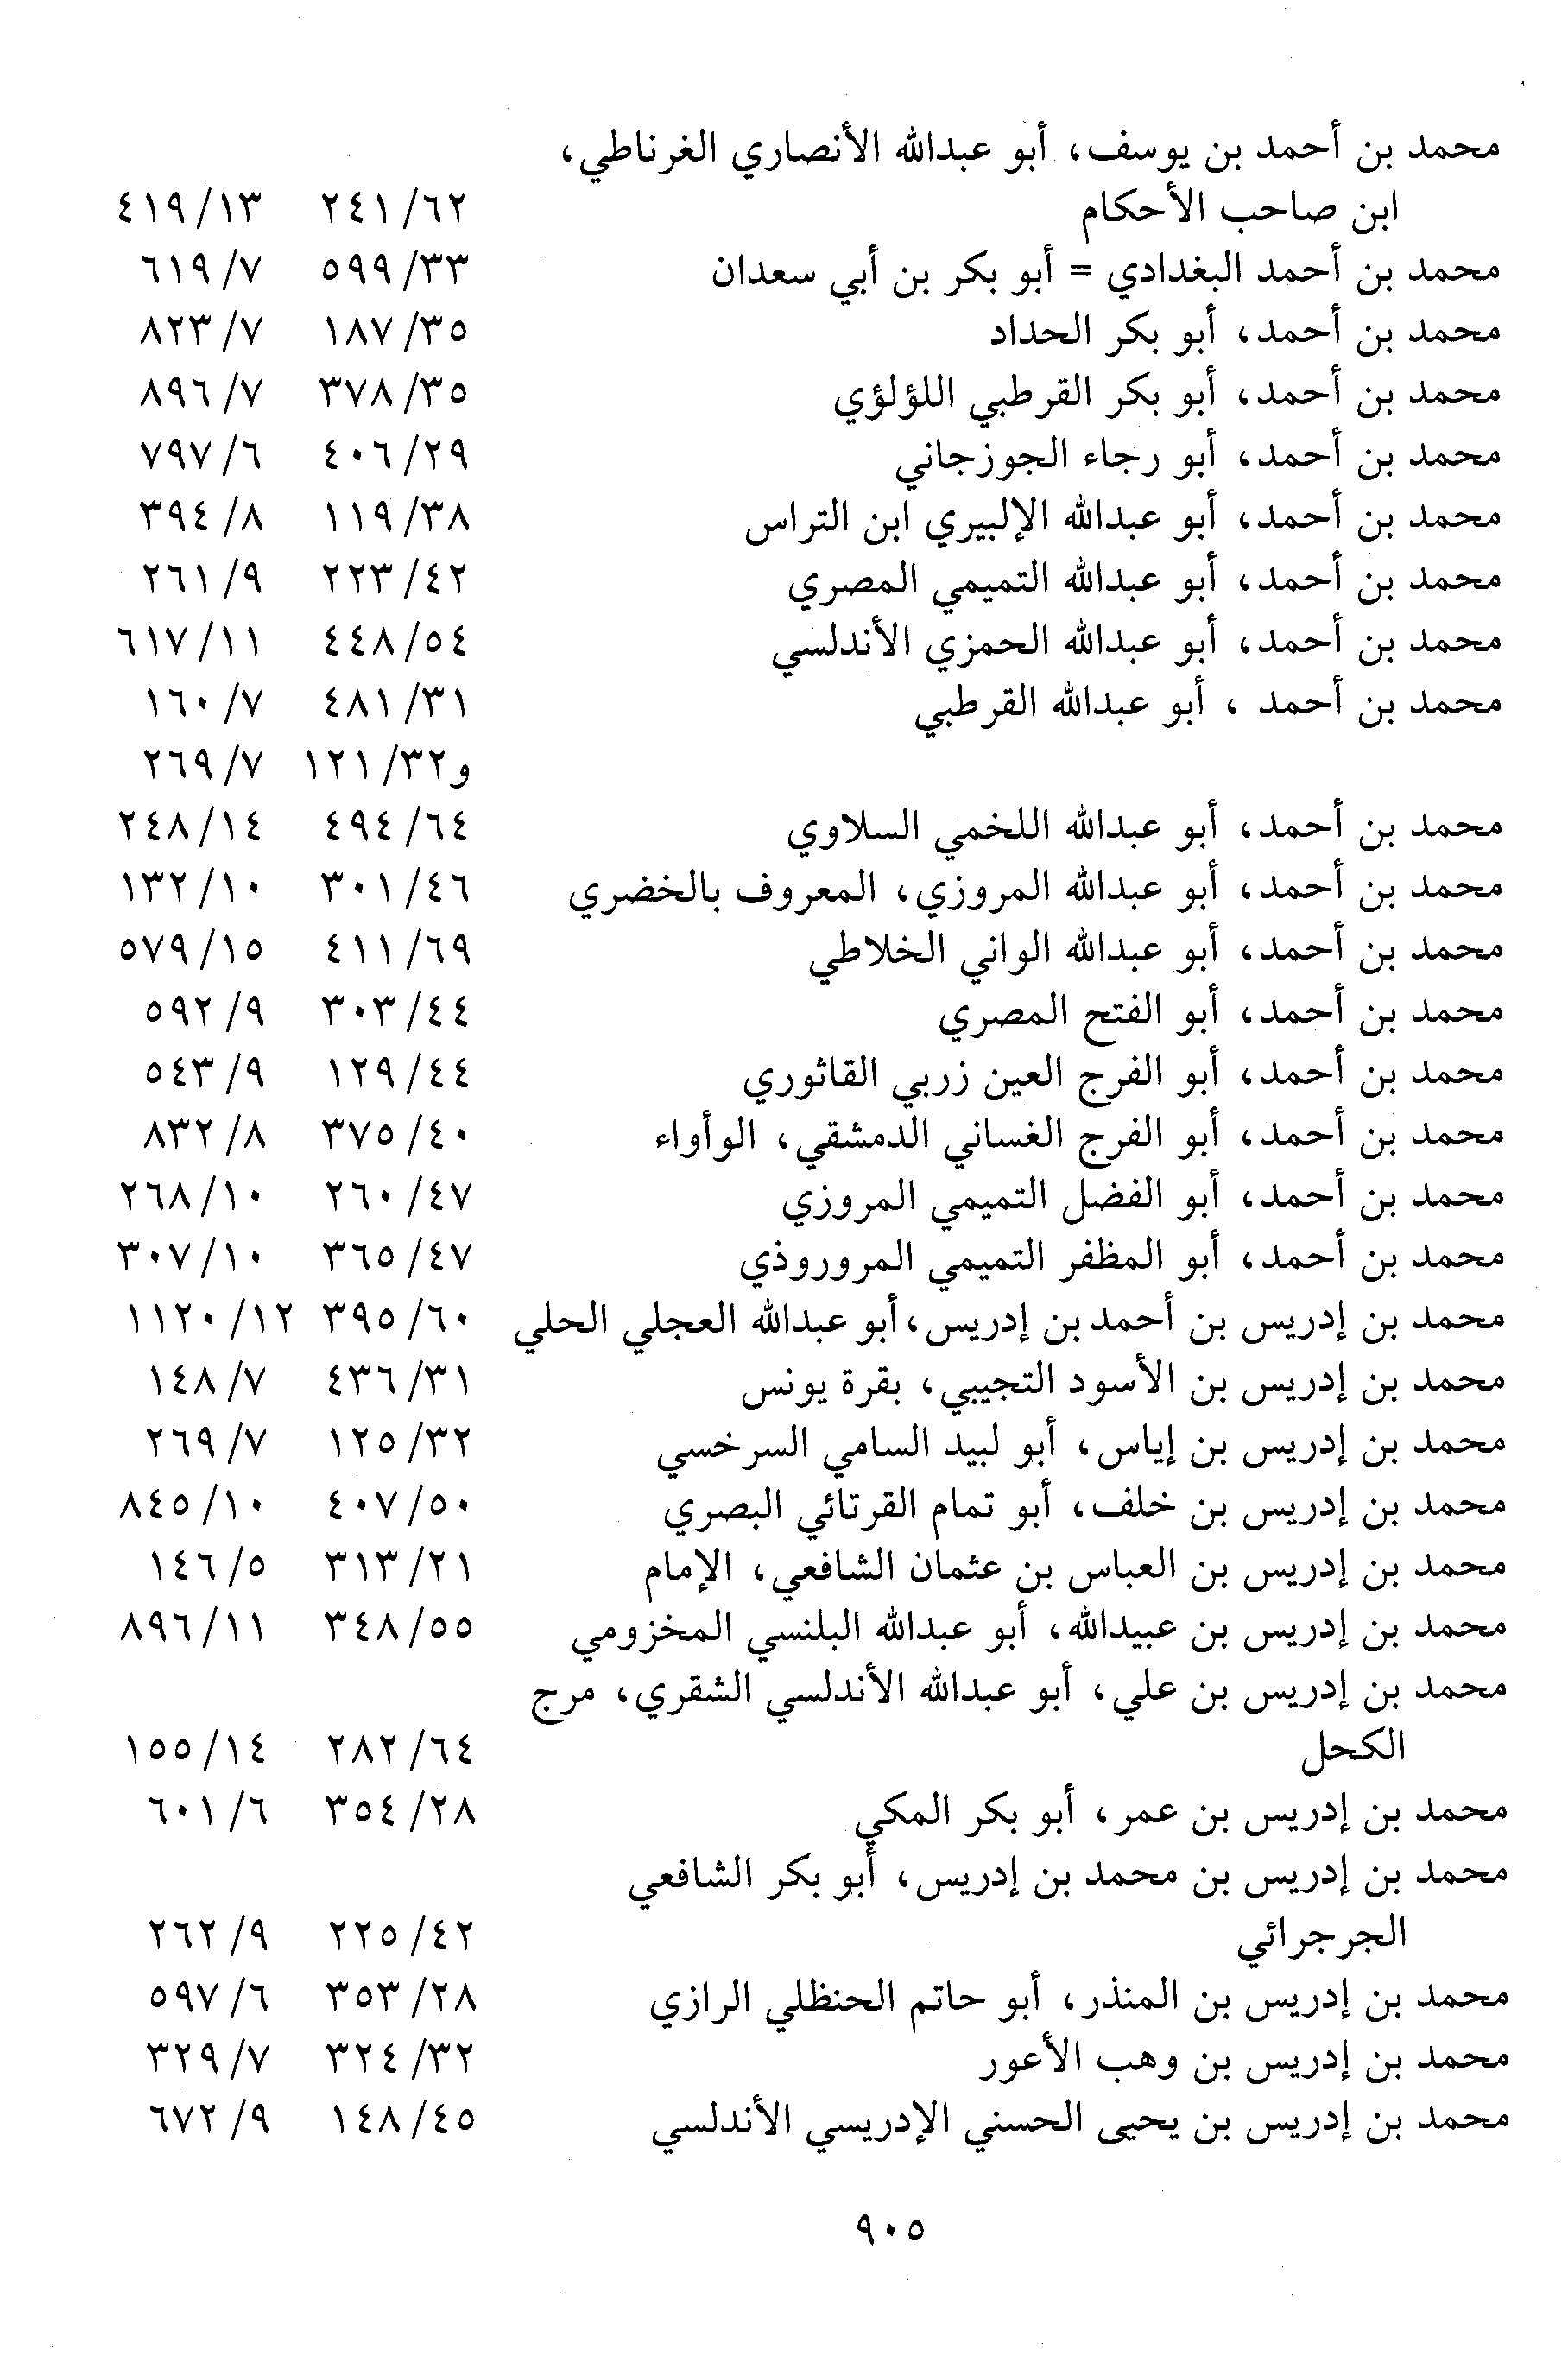 محمد بن أحمد بن يوسف، أبو عبدالله الأنصاري الغرناطي،
ابن صاحب الأحكام ٦٢/ ٢٤١ ١٣/ ٤١٩
محمد بن أحمد البغدادي = أبو بكر بن أبي سعدان ٣٣/ ٥٩٩ ٧/ ٦١٩
محمد بن أحمد، أبو بكر الحداد ٣٥/ ١٨٧ ٧/ ٨٢٣
محمد بن أحمد، أبو بكر القرطبي اللؤلؤي ٣٥/ ٣٧٨ ٧/ ٨٩٦
محمد بن أحمد، أبو رجاء الجوزجاني ٢٩/ ٤٠٦ ٦/ ٧٩٧
محمد بن أحمد، أبو عبدالله الإلبيري ابن التراس ٣٨/ ١١٩ ٨/ ٣٩٤
محمد بن أحمد، أبو عبدالله التميمي المصري ٤٢/ ٢٢٣ ٩/ ٢٦١
محمد بن أحمد، أبو عبدالله الحمزي الأندلسي ٥٤/ ٤٤٨ ١١/ ٦١٧
محمد بن أحمد ، أبو عبدالله القرطبي ٣١/ ٤٨١ ٧/ ١٦٠
و٣٢/ ١٢١ ٧/ ٢٦٩
محمد بن أحمد، أبو عبدالله اللخمي السلاوي ٦٤/ ٤٩٤ ١٤/ ٢٤٨
محمد بن أحمد، أبو عبدالله المروزي، المعروف بالخضري ٤٦/ ٣٠١ ١٠/ ١٣٢
محمد بن أحمد، أبو عبدالله الواني الخلاطي ٦٩/ ٤١١ ١٥/ ٥٧٩
محمد بن أحمد، أبو الفتح المصري ٤٤/ ٣٠٣ ٩/ ٥٩٢
محمد بن أحمد، أبو الفرج العين زربي القاثوري ٤٤/ ١٢٩ ٩/ ٥٤٣
محمد بن أحمد، أبو الفرج الغساني الدمشقي، الوأواء ٤٠/ ٣٧٥ ٨/ ٨٣٢
محمد بن أحمد، أبو الفضل التميمي المروزي ٤٧/ ٢٦٠ ١٠/ ٢٦٨
محمد بن أحمد، أبو المظفر التميمي المروروذي ٤٧/ ٣٦٥ ١٠/ ٣٠٧
محمد بن إدريس بن أحمد بن إدريس، أبو عبدالله العجلي الحلي ٦٠/ ٣٩٥ ١٢/ ١١٢٠
محمد بن إدريس بن الأسود التجيبي، بقرة يونس ٣١/ ٤٣٦ ٧/ ١٤٨
محمد بن إدريس بن إياس، أبو لبيد السامي السرخسي ٣٢/ ١٢٥ ٧/ ٢٦٩
محمد بن إدريس بن خلف، أبو تمام القرتائي البصري ٥٠/ ٤٠٧ ١٠/ ٨٤٥
محمد بن إدريس بن العباس بن عثمان الشافعي، الإمام ٢١/ ٣١٣ ٥/ ١٤٦
محمد بن إدريس بن عبيدالله، أبو عبدالله البلنسي المخزومي ٥٥/ ٣٤٨ ١١/ ٨٩٦
محمد بن إدريس بن علي، أبو عبدالله الأندلسي الشقري، مرج
الكحل ٦٤/ ٢٨٢ ١٤/ ١٥٥
محمد بن إدريس بن عمر، أبو بكر المكي ٢٨/ ٣٥٤ ٦/ ٦٠١
محمد بن إدريس بن محمد بن إدريس، أبو بكر الشافعي
الجرجرائي ٤٢/ ٢٢٥ ٩/ ٢٦٢
محمد بن إدريس بن المنذر، أبو حاتم الحنظلي الرازي ٢٨/ ٣٥٣ ٦/ ٥٩٧
محمد بن إدريس بن وهب الأعور ٣٢/ ٣٢٤ ٧/ ٣٢٩
محمد بن إدريس بن يحيى الحسني الإدريسي الأندلسي ٤٥/ ١٤٨ ٩/ ٦٧٢
٩٠٥